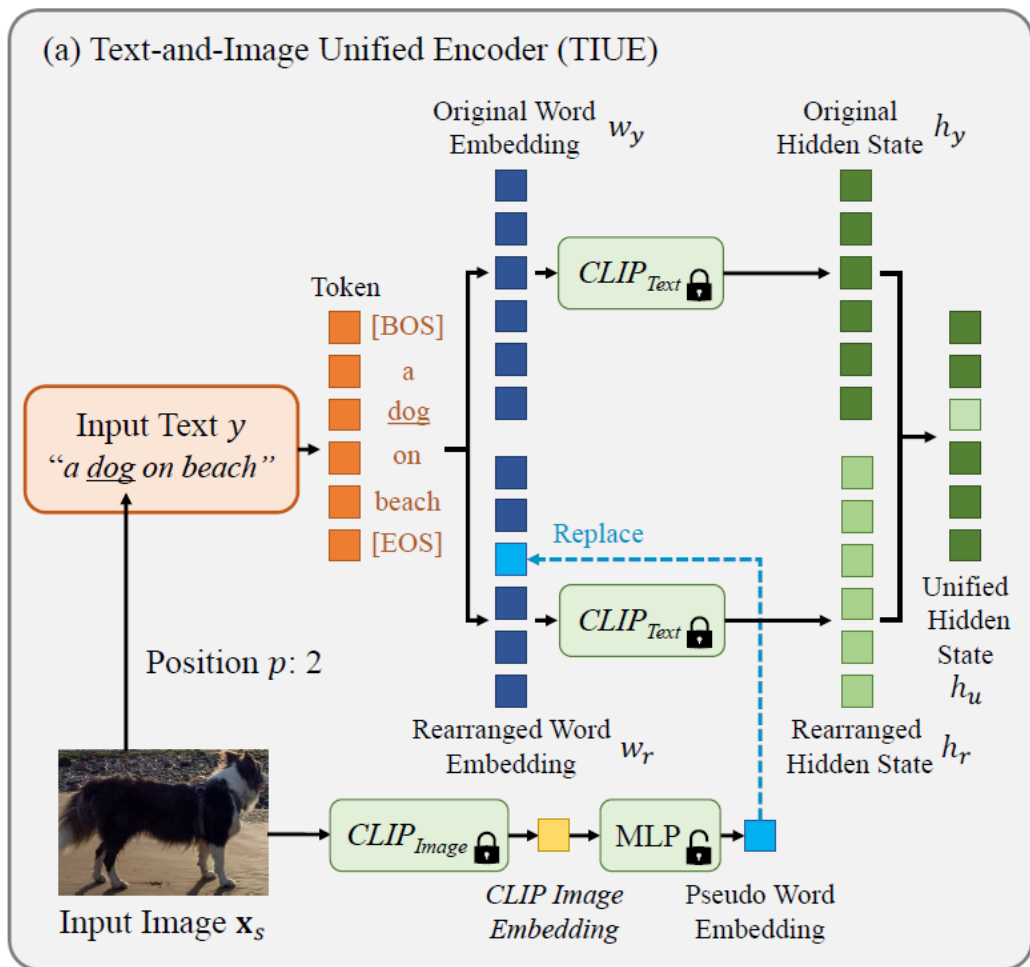 (a) Text-and-Image Unified Encoder (TIUE)
Original Word
Embedding w_y
Original
Hidden State h_y
Token
[BOS]
a
dog
on
beach
[EOS]
CLIP_Text
Input Text y
“a dog on beach”
Replace
CLIP_Text
Unified
Hidden
State
h_u
Position p: 2
Rearranged Word
Embedding w_r
Rearranged
Hidden State h_r
CLIP_Image
MLP
Input Image x_s
CLIP Image
Embedding
Pseudo Word
Embedding